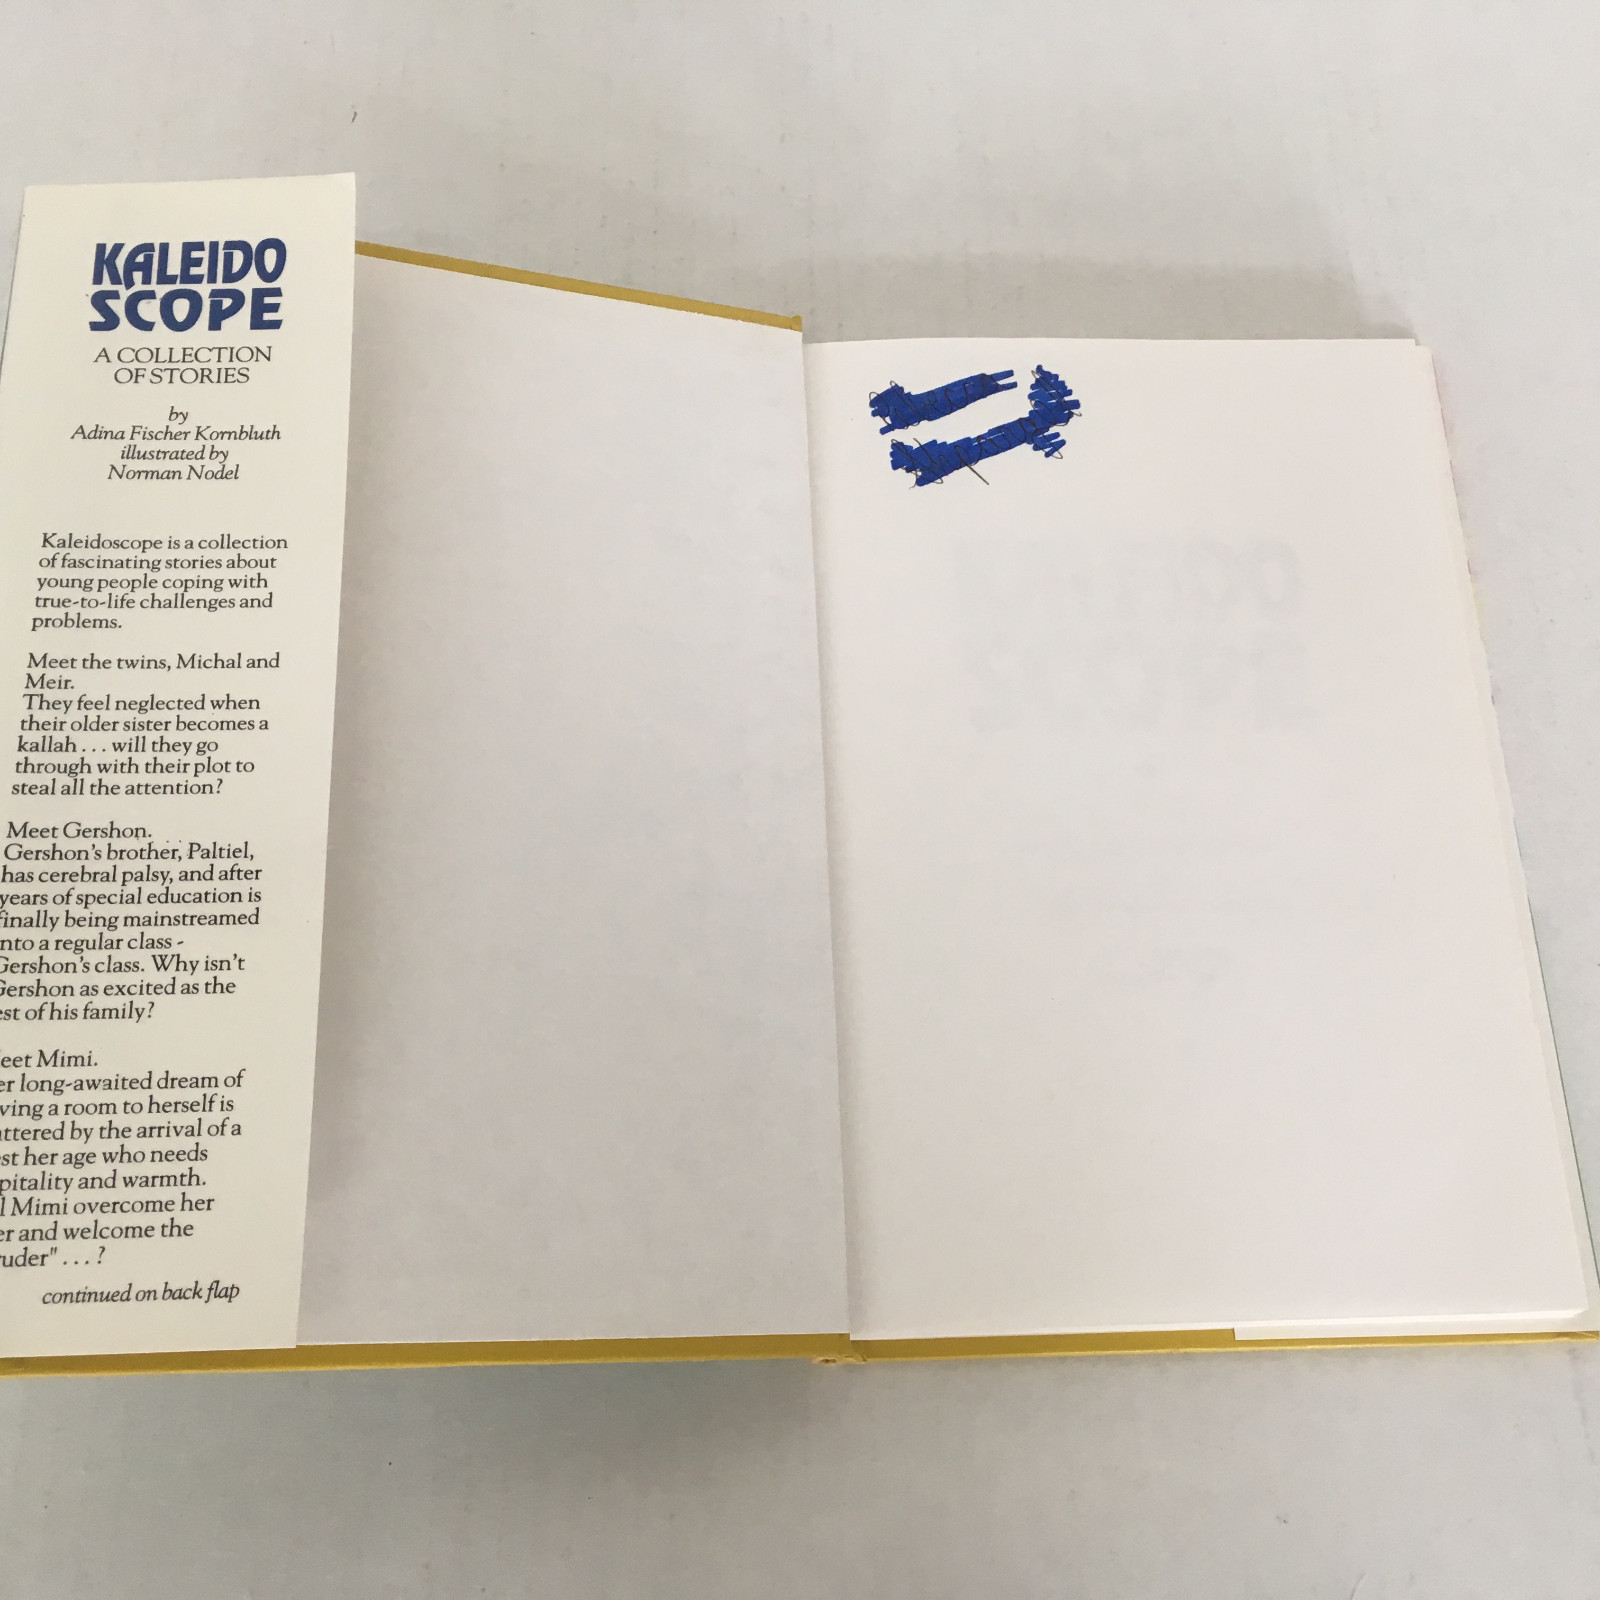 KALEIDO
SCOPE
A COLLECTION
OF STORIES
by
Adina Fischer Kornbluth
illustrated by
Norman Nodel
Kaleidoscope is a collection
of fascinating stories about
young people coping with
true-to-life challenges and
problems.
Meet the twins, Michal and
Meir.
They feel neglected when
their older sister becomes a
kallah . . . will they go
through with their plot to
steal all the attention?
Meet Gershon.
Gershon's brother, Paltiel,
has cerebral palsy, and after
years of special education is
finally being mainstreamed
nto a regular class -
Gershon's class. Why isn't
Gershon as excited as the
est of his family?
eet Mimi.
er long-awaited dream of
ving a room to herself is
attered by the arrival of a
est her age who needs
pitality and warmth.
l Mimi overcome her
er and welcome the
ruder" . . . ?
continued on back flap